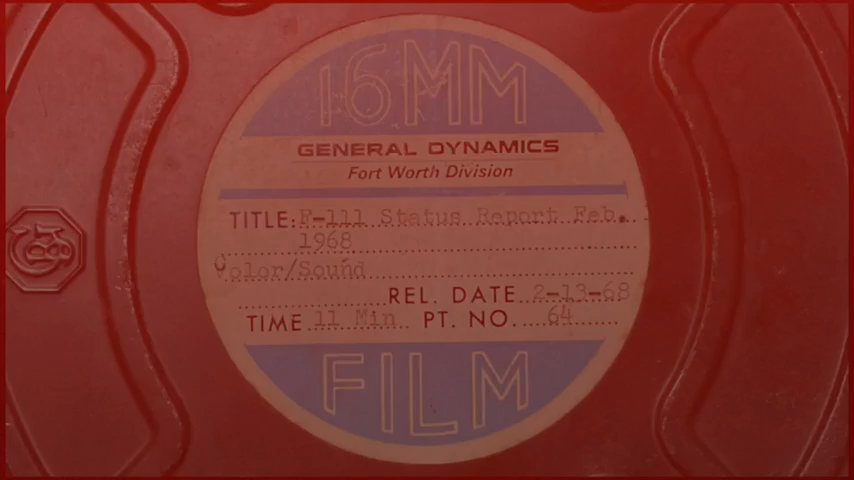 16MM
GENERAL DYNAMICS
Fort Worth Division
TITLE: F-111 Status Report Feb.
1968
Color/Sound
REL. DATE 2-13-68
TIME 11 Min PT. NO. 64
FILM